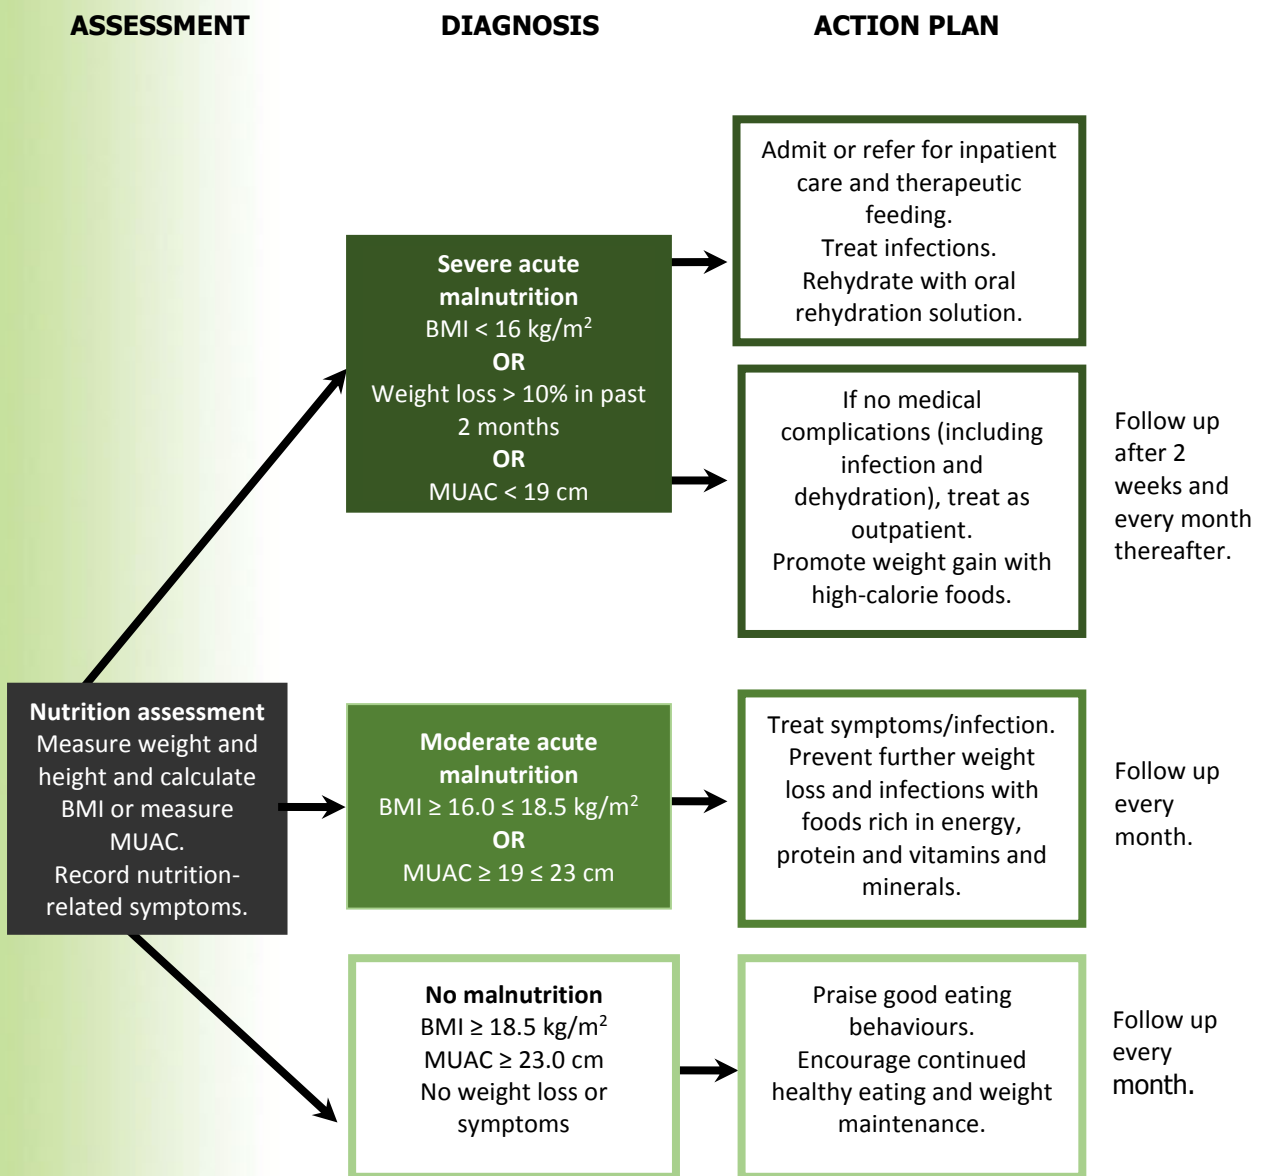 ASSESSMENT
DIAGNOSIS
ACTION PLAN
Admit or refer for inpatient
care and therapeutic
feeding.
Treat infections.
Rehydrate with oral
rehydration solution.
Severe acute
malnutrition
BMI < 16 kg/m²
OR
Weight loss > 10% in past
2 months
OR
MUAC < 19 cm
If no medical
complications (including
infection and
dehydration), treat as
outpatient.
Promote weight gain with
high-calorie foods.
Follow up
after 2
weeks and
every month
thereafter.
Nutrition assessment
Measure weight and
height and calculate
BMI or measure
MUAC.
Record nutrition-
related symptoms.
Moderate acute
malnutrition
BMI ≥ 16.0 ≤ 18.5 kg/m²
OR
MUAC ≥ 19 ≤ 23 cm
Treat symptoms/infection.
Prevent further weight
loss and infections with
foods rich in energy,
protein and vitamins and
minerals.
Follow up
every
month.
No malnutrition
BMI ≥ 18.5 kg/m²
MUAC ≥ 23.0 cm
No weight loss or
symptoms
Praise good eating
behaviours.
Encourage continued
healthy eating and weight
maintenance.
Follow up
every
month.